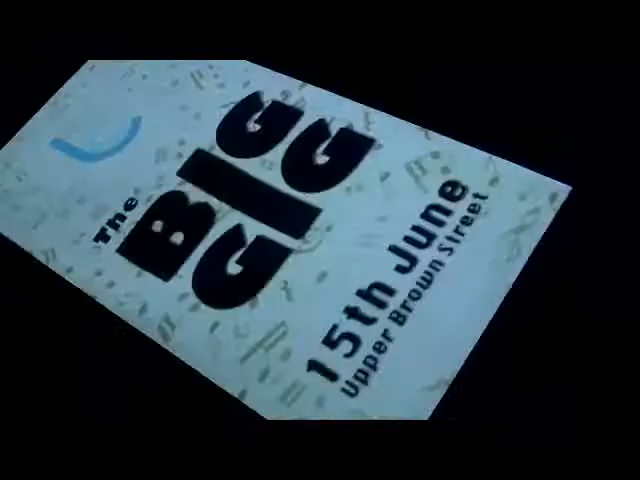 The
BIG
GIG
15th June
Upper Brown Street